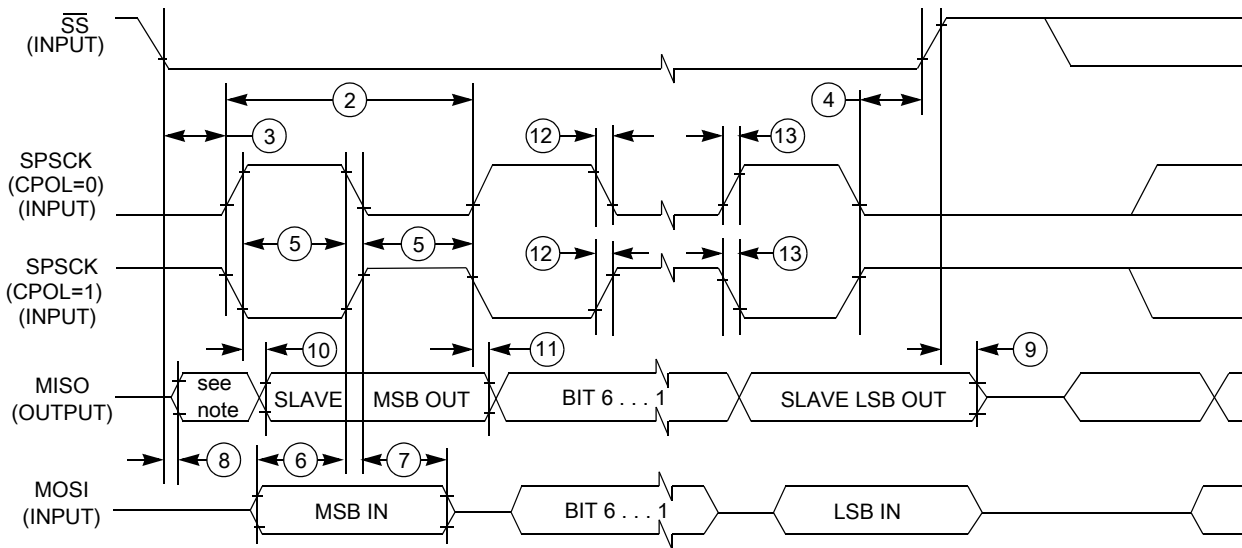 SS
(INPUT)
2
4
3
12
13
SPSCK
(CPOL=0)
(INPUT)
5
5
12
13
SPSCK
(CPOL=1)
(INPUT)
10
11
9
MISO
(OUTPUT)
see
note
SLAVE
MSB OUT
BIT 6 . . . 1
SLAVE LSB OUT
8
6
7
MOSI
(INPUT)
MSB IN
BIT 6 . . . 1
LSB IN